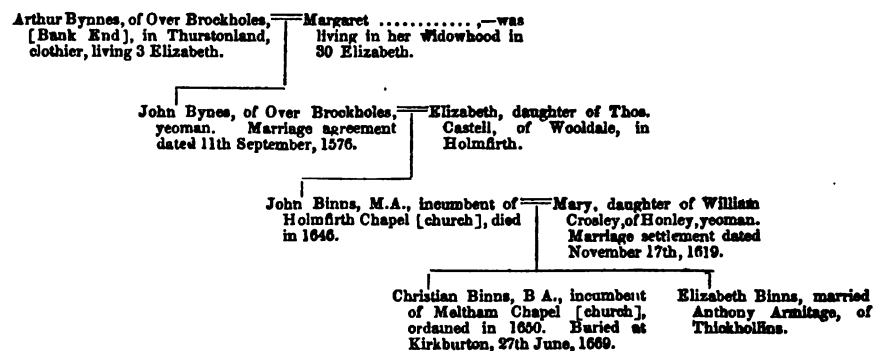 Arthur Bynnes, of Over Brockholes,
[Bank End], in Thurstonland,
clothier, living 3 Elizabeth.
Margaret ............,—was
living in her widowhood in
30 Elizabeth.
John Bynes, of Over Brockholes,
yeoman. Marriage agreement
dated 11th September, 1576.
Elizabeth, daughter of Thos.
Castell, of Wooldale, in
Holmfirth.
John Binns, M.A., incumbent of
Holmfirth Chapel [church], died
in 1646.
Mary, daughter of William
Crosley, of Honley, yeoman.
Marriage settlement dated
November 17th, 1619.
Christian Binns, B A., incumbent
of Meltham Chapel [church],
ordained in 1650. Buried at
Kirkburton, 27th June, 1669.
Elizabeth Binns, married
Anthony Armitage, of
Thickhollins.